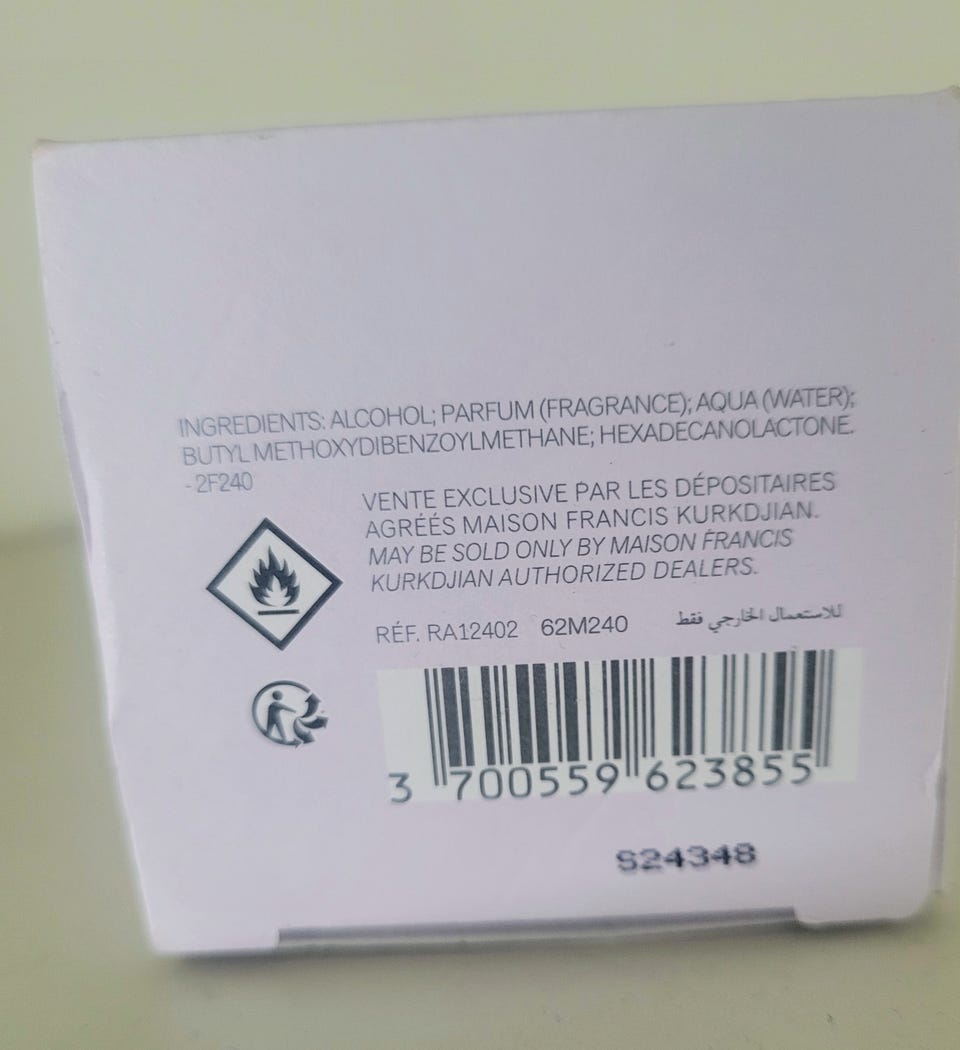 INGREDIENTS: ALCOHOL; PARFUM (FRAGRANCE); AQUA (WATER);
BUTYL METHOXYDIBENZOYLMETHANE; HEXADECANOLACTONE.
- 2F240
VENTE EXCLUSIVE PAR LES DÉPOSITAIRES
AGRÉÉS MAISON FRANCIS KURKDJIAN.
MAY BE SOLD ONLY BY MAISON FRANCIS
KURKDJIAN AUTHORIZED DEALERS.
RÉF. RA12402 62M240 للاستعمال الخارجي فقط
3 700559 623855
S24348